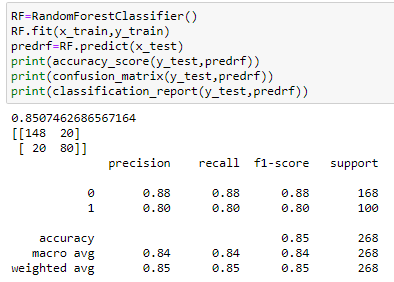 RF=RandomForestClassifier()
RF.fit(x_train,y_train)
predrf=RF.predict(x_test)
print(accuracy_score(y_test,predrf))
print(confusion_matrix(y_test,predrf))
print(classification_report(y_test,predrf))
0.8507462686567164
[[148  20]
 [ 20  80]]
              precision    recall  f1-score   support
           0       0.88      0.88      0.88       168
           1       0.80      0.80      0.80       100
    accuracy                           0.85       268
   macro avg       0.84      0.84      0.84       268
weighted avg       0.85      0.85      0.85       268